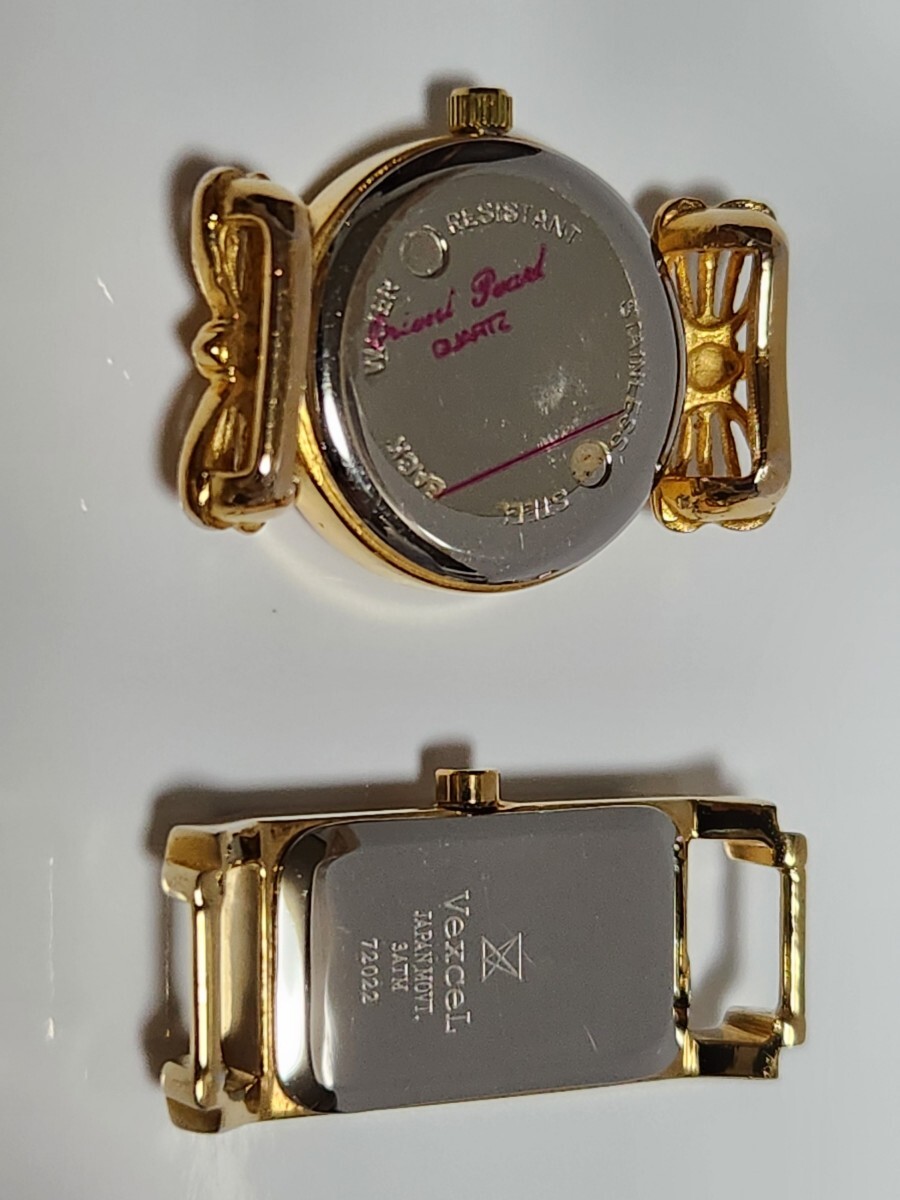 WATER RESISTANT
STAINLESS STEEL BACK
Orient Pearl
QUARTZ
VexceL
JAPAN MOVT.
3ATM
72022